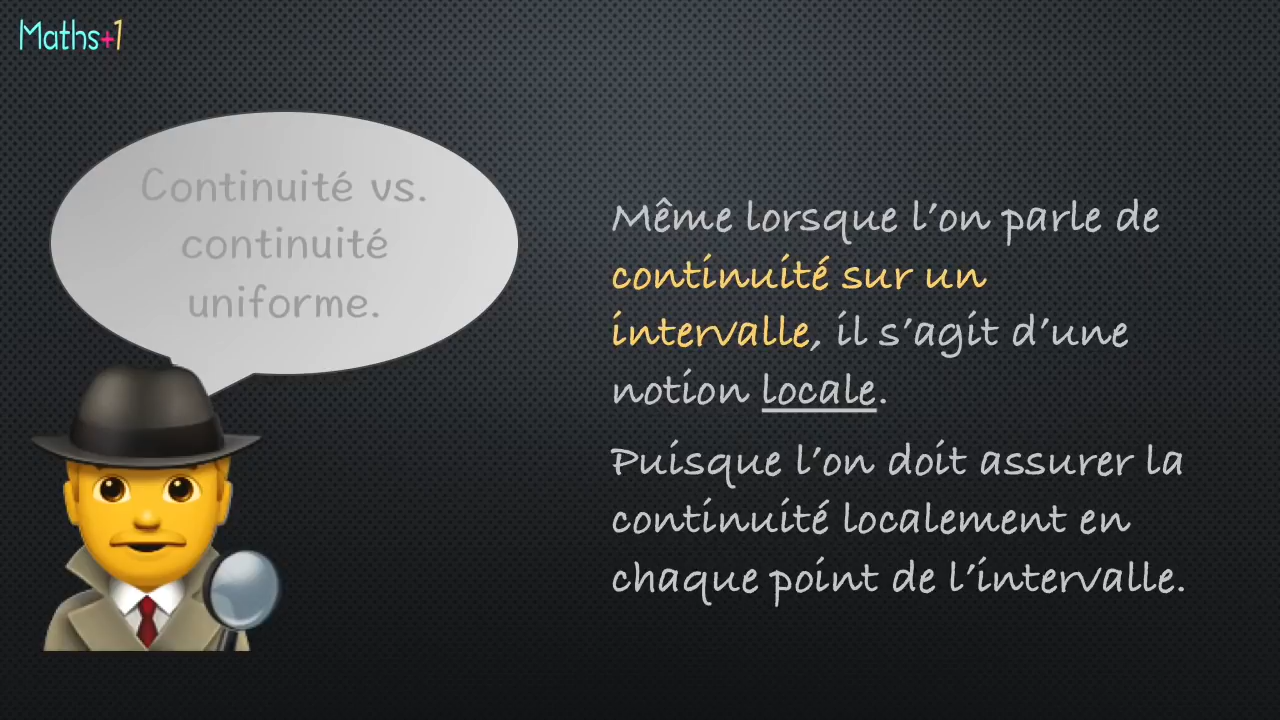 Maths+1
Continuité vs.
continuité
uniforme.
Même lorsque l’on parle de
continuité sur un
intervalle, il s’agit d’une
notion locale.
Puisque l’on doit assurer la
continuité localement en
chaque point de l’intervalle.